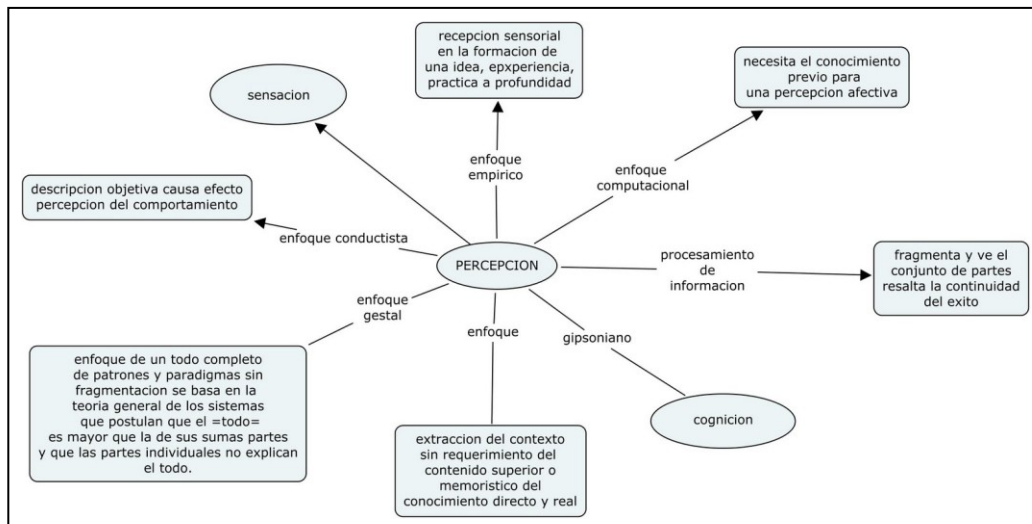 recepcion sensorial
en la formacion de
una idea, epxperiencia,
practica a profundidad
necesita el conocimiento
previo para
una percepcion afectiva
sensacion
enfoque
empirico
enfoque
computacional
descripcion objetiva causa efecto
percepcion del comportamiento
enfoque conductista
PERCEPCION
procesamiento
de
informacion
fragmenta y ve el
conjunto de partes
resalta la continuidad
del exito
enfoque
gestal
enfoque
gipsoniano
enfoque de un todo completo
de patrones y paradigmas sin
fragmentacion se basa en la
teoria general de los sistemas
que postulan que el =todo=
es mayor que la de sus sumas partes
y que las partes individuales no explican
el todo.
extraccion del contexto
sin requerimiento del
contenido superior o
memoristico del
conocimiento directo y real
cognicion